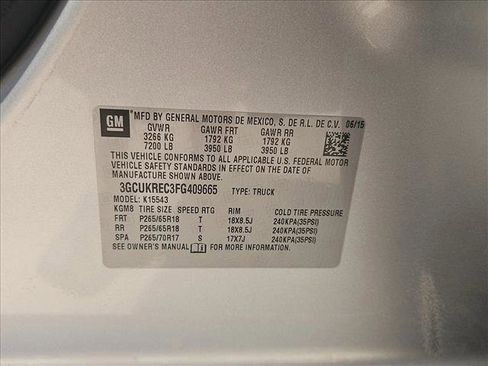 GM MFD BY GENERAL MOTORS DE MEXICO, S. DE R.L. DE C.V. 06/15
GVWR GAWR FRT GAWR RR
3266 KG 1792 KG 1792 KG
7200 LB 3950 LB 3950 LB
THIS VEHICLE CONFORMS TO ALL APPLICABLE U.S. FEDERAL MOTOR
VEHICLE SAFETY STANDARDS IN EFFECT ON THE DATE OF
MANUFACTURE SHOWN ABOVE.
3GCUKREC3FG409665 TYPE: TRUCK
MODEL: K15543
KGM8 TIRE SIZE SPEED RTG RIM COLD TIRE PRESSURE
FRT P265/65R18 T 18X8.5J 240KPA(35PSI)
RR P265/65R18 T 18X8.5J 240KPA(35PSI)
SPA P265/70R17 S 17X7J 240KPA(35PSI)
SEE OWNER'S MANUAL FOR MORE INFORMATION.